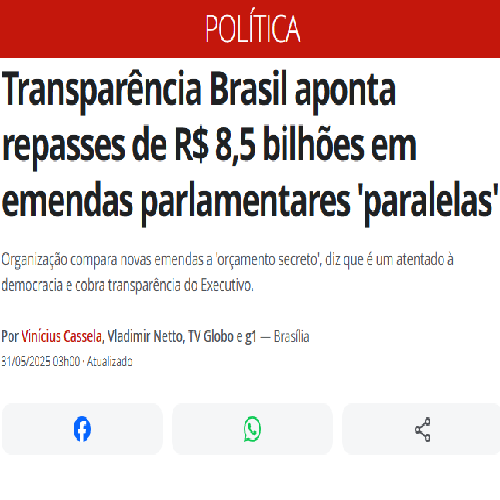 POLÍTICA
Transparência Brasil aponta
repasses de R$ 8,5 bilhões em
emendas parlamentares 'paralelas'
Organização compara novas emendas a 'orçamento secreto', diz que é um atentado à
democracia e cobra transparência do Executivo.
Por Vinícius Cassela, Vladimir Netto, TV Globo e g1 — Brasília
31/05/2025 03h00 · Atualizado